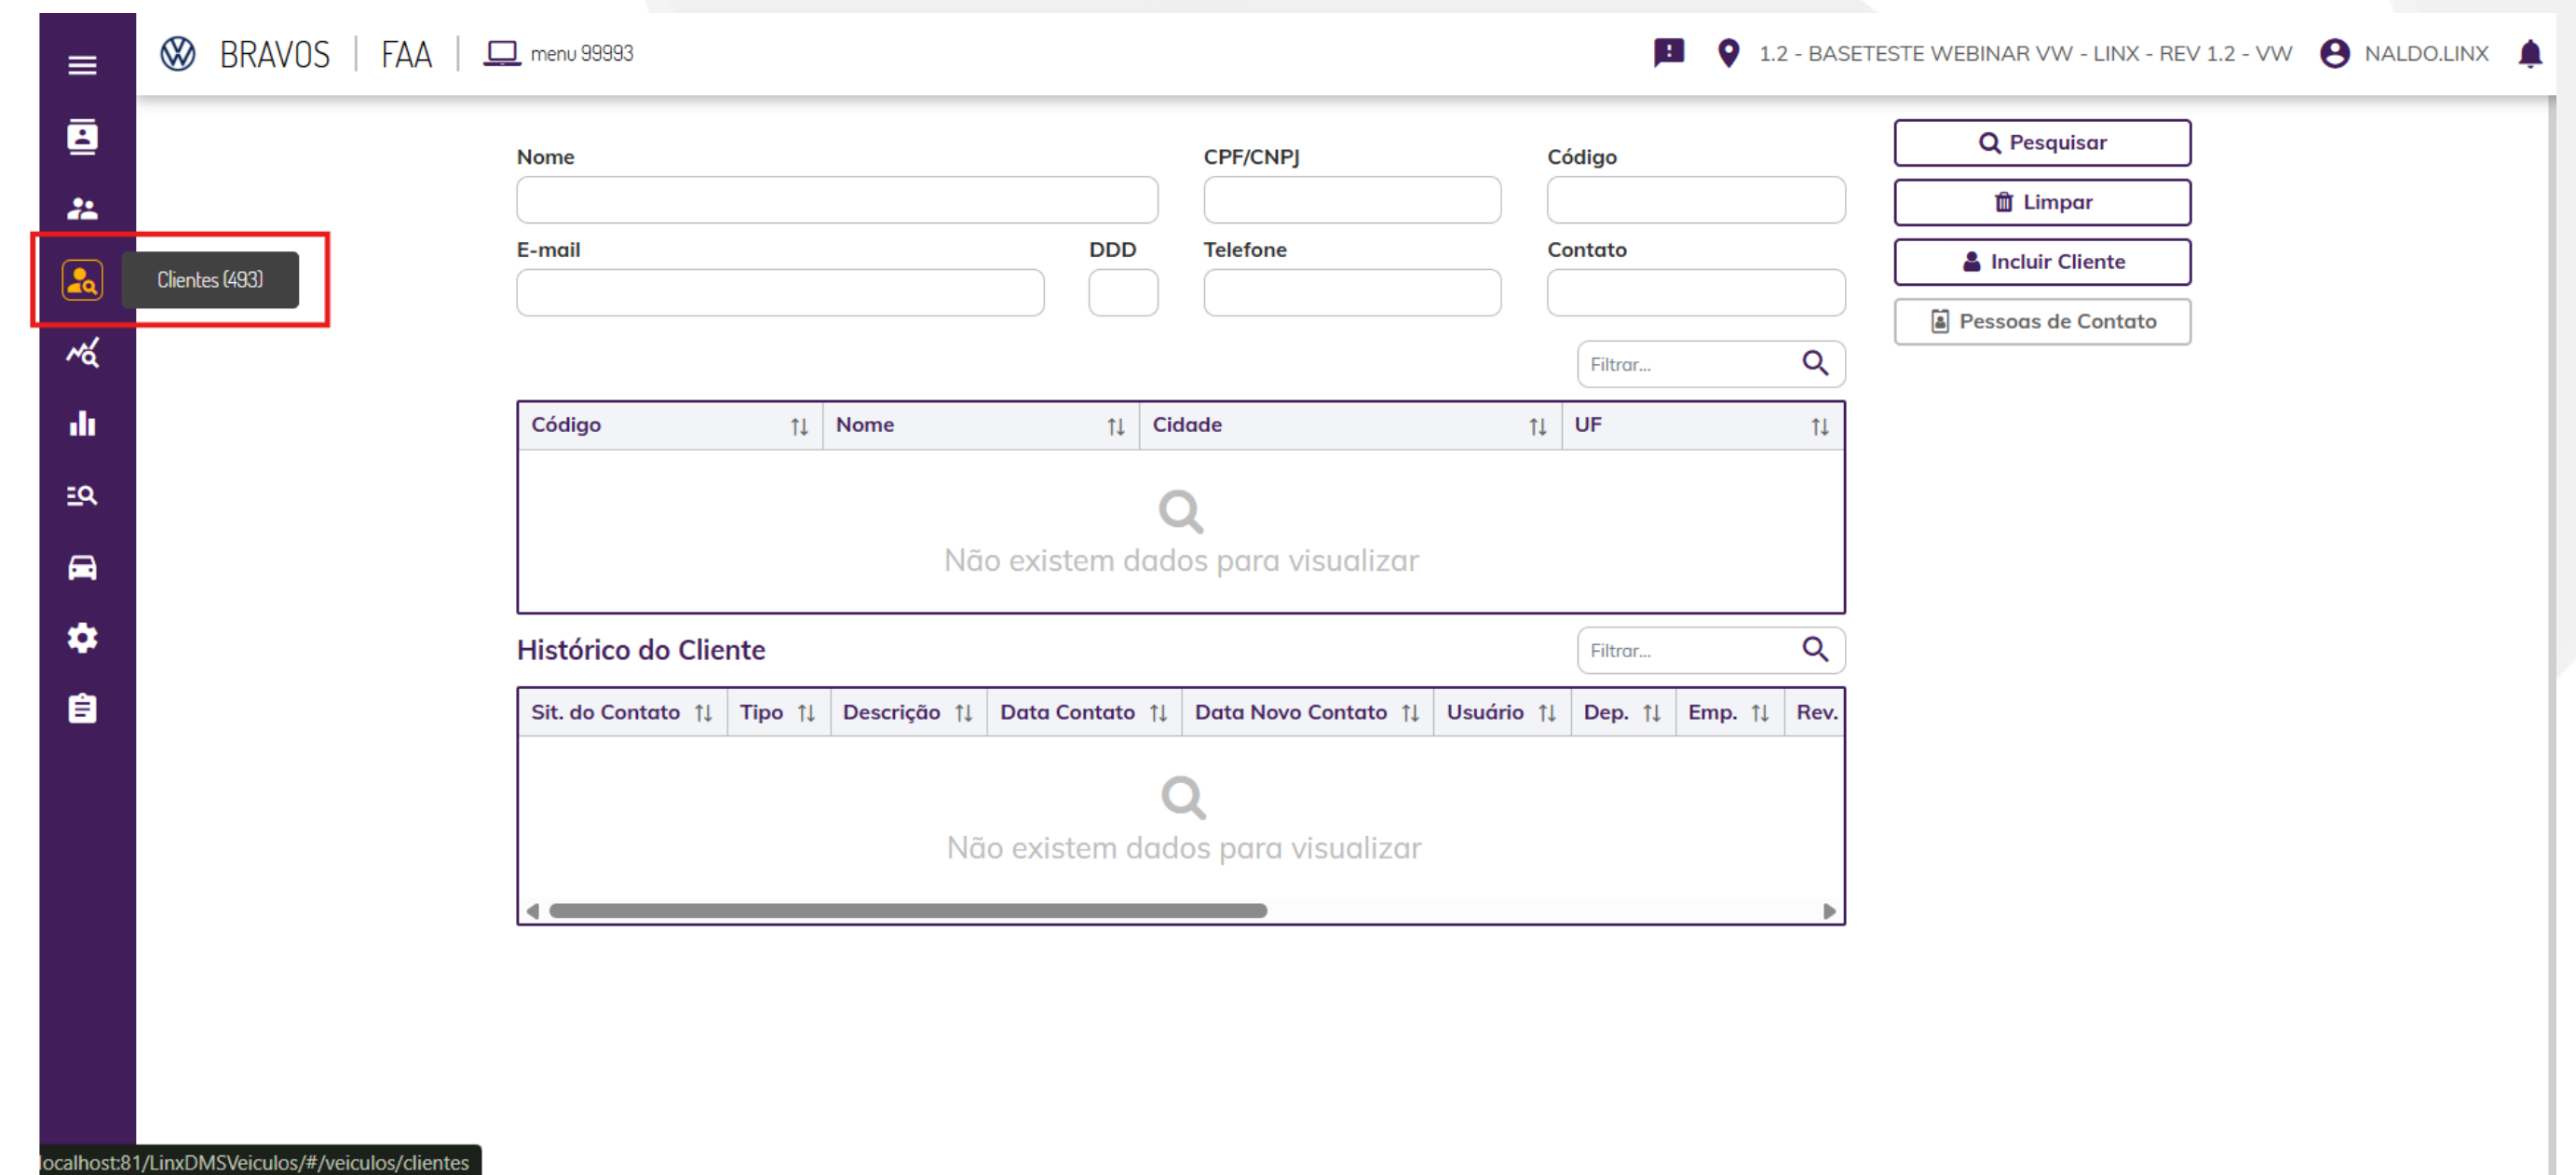 BRAVOS | FAA | menu 99993
1.2 - BASETESTE WEBINAR VW - LINX - REV 1.2 - VW NALDO.LINX
Nome CPF/CNPJ Código
Pesquisar
Limpar
E-mail DDD Telefone Contato
Incluir Cliente
Clientes (493)
Pessoas de Contato
Filtrar...
Código Nome Cidade UF
Não existem dados para visualizar
Histórico do Cliente Filtrar...
Sit. do Contato Tipo Descrição Data Contato Data Novo Contato Usuário Dep. Emp. Rev.
Não existem dados para visualizar
localhost:81/LinxDMSVeiculos/#/veiculos/clientes